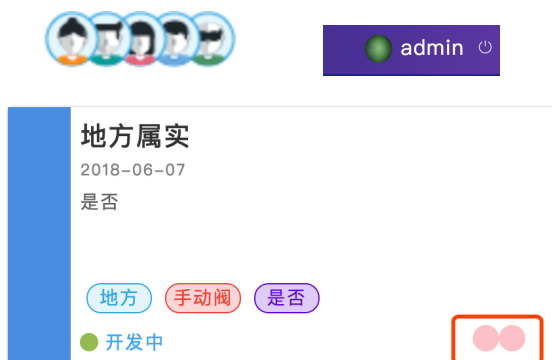 admin
地方属实
2018-06-07
是否
地方 手动阀 是否
开发中